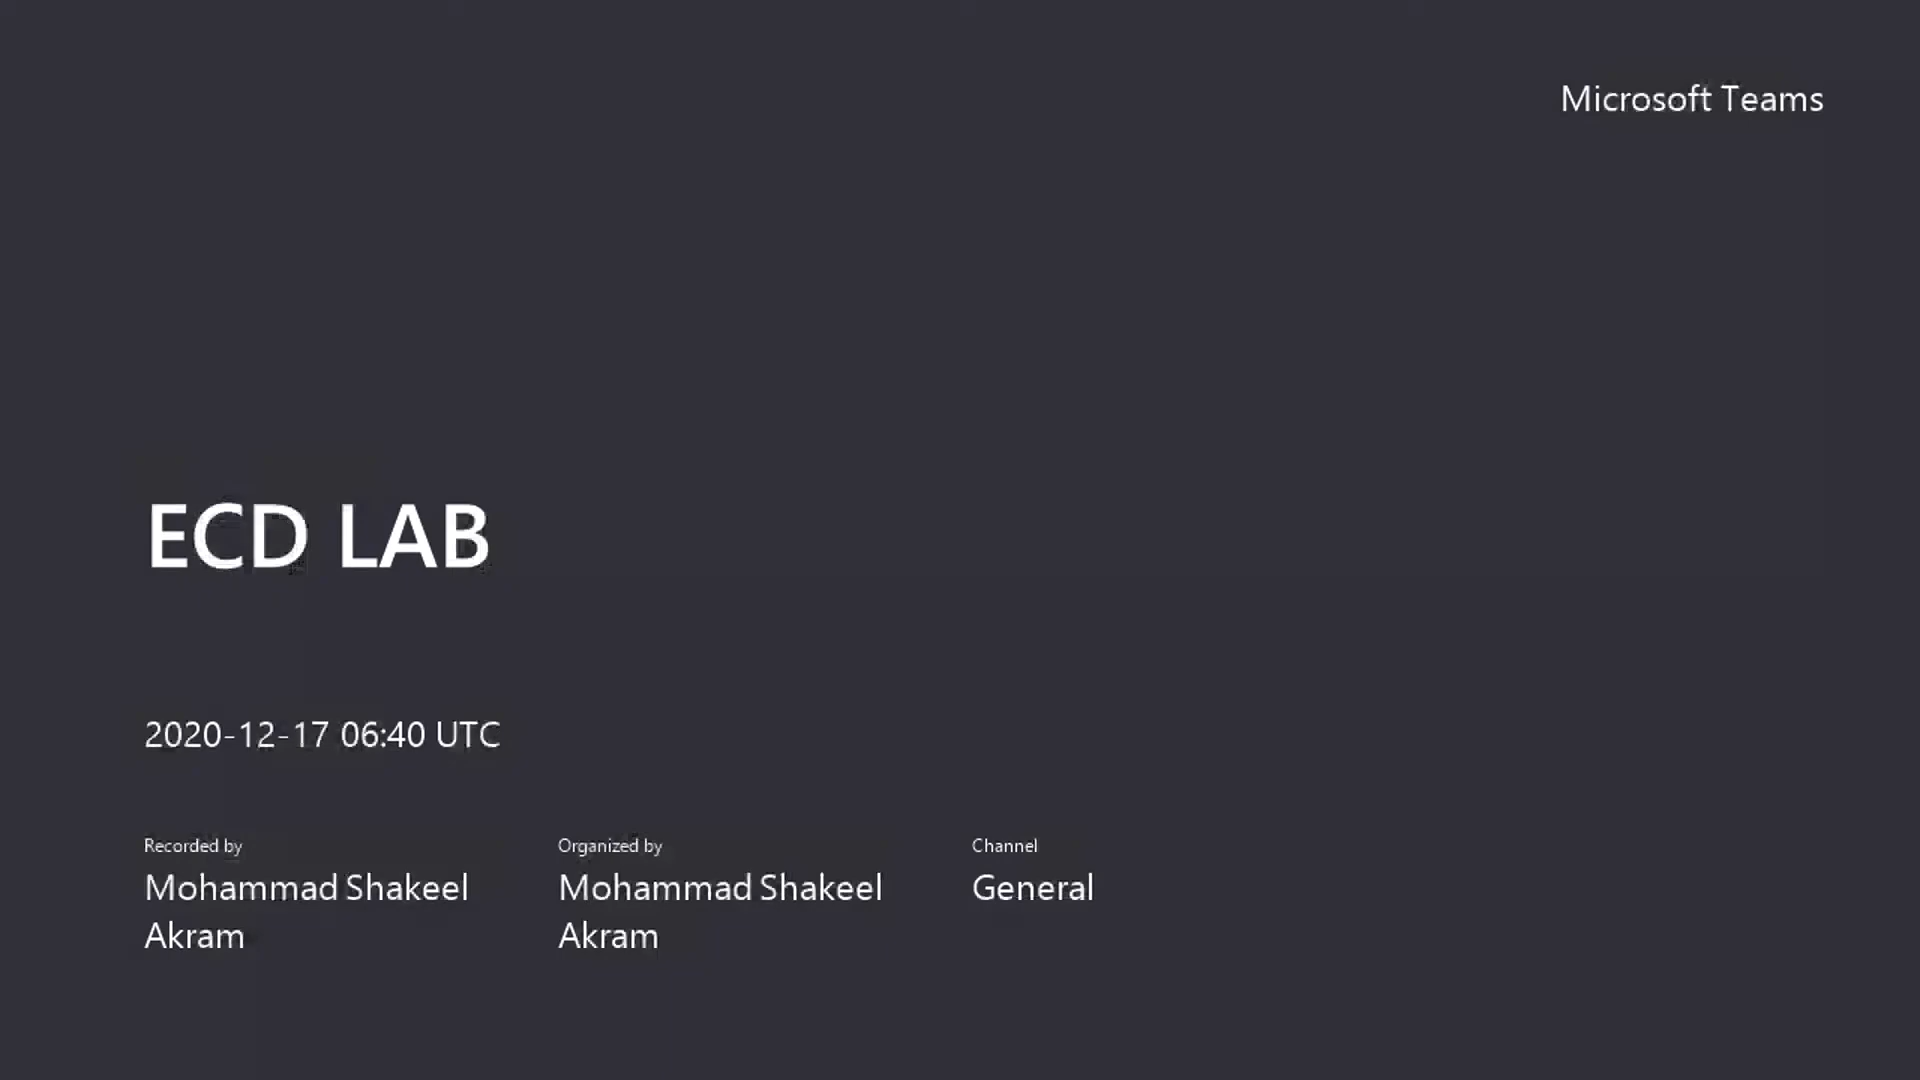 Microsoft Teams
ECD LAB
2020-12-17 06:40 UTC
Recorded by
Mohammad Shakeel
Akram
Organized by
Mohammad Shakeel
Akram
Channel
General